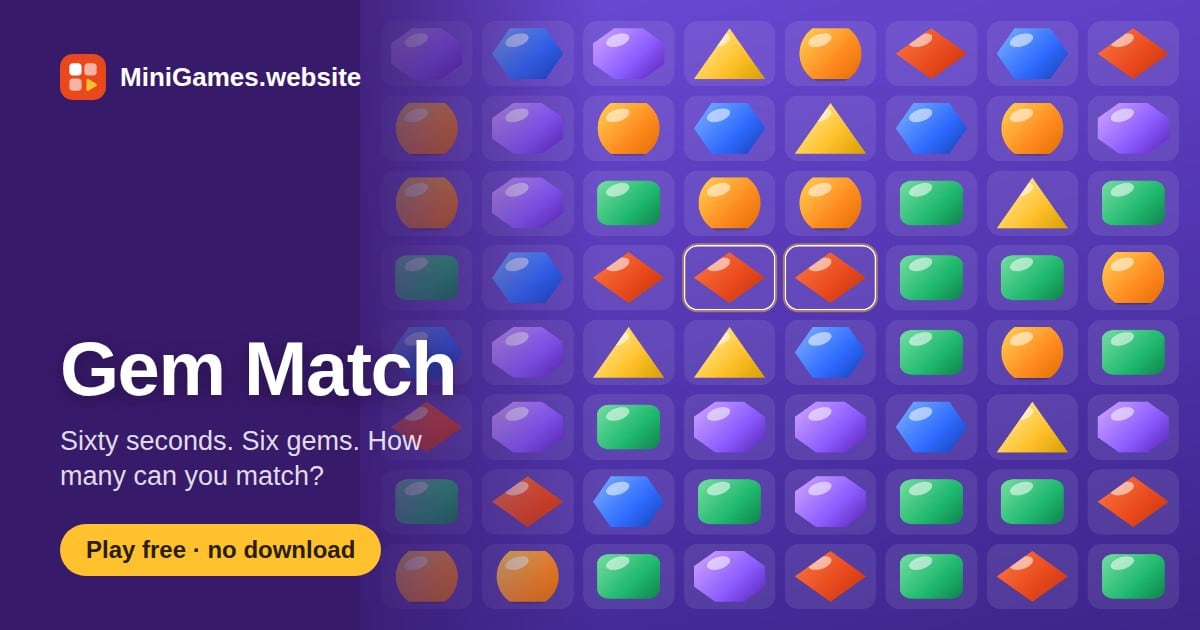 MiniGames.website
Gem Match
Sixty seconds. Six gems. How
many can you match?
Play free · no download